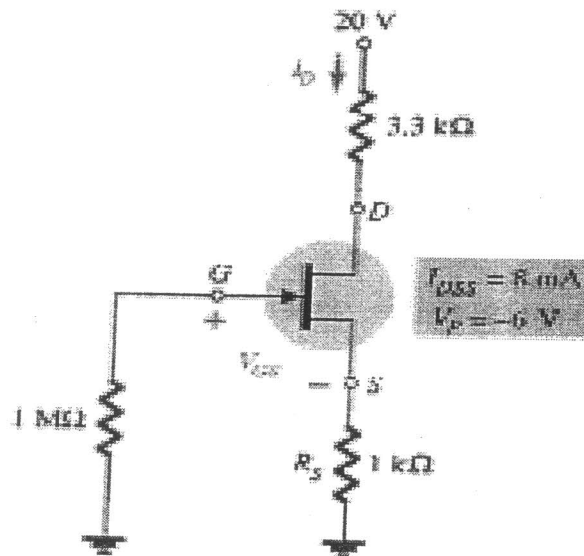 20 V
I_D
3.3 kΩ
D
G
+
I_DSS = 8 mA
V_P = −6 V
V_GS
−
S
1 MΩ
R_S
1 kΩ